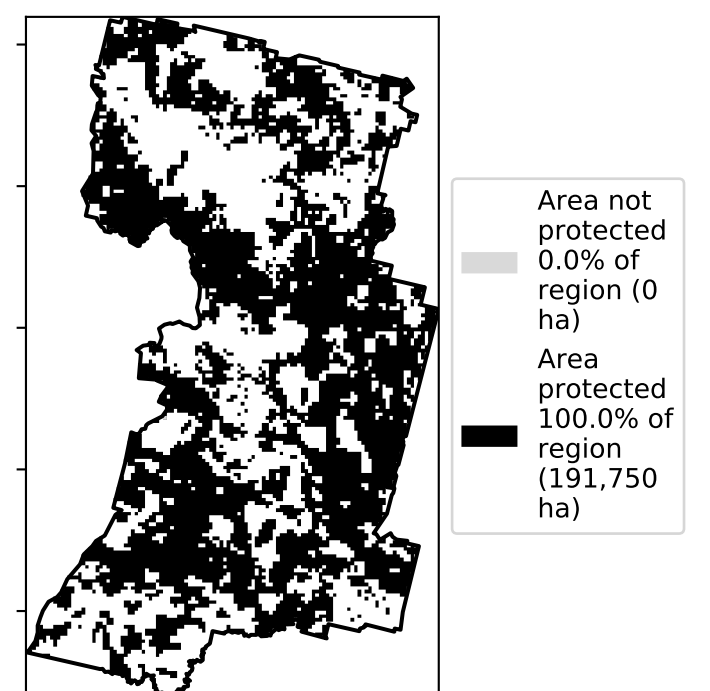 Area not
protected
0.0% of
region (0
ha)
Area
protected
100.0% of
region
(191,750
ha)